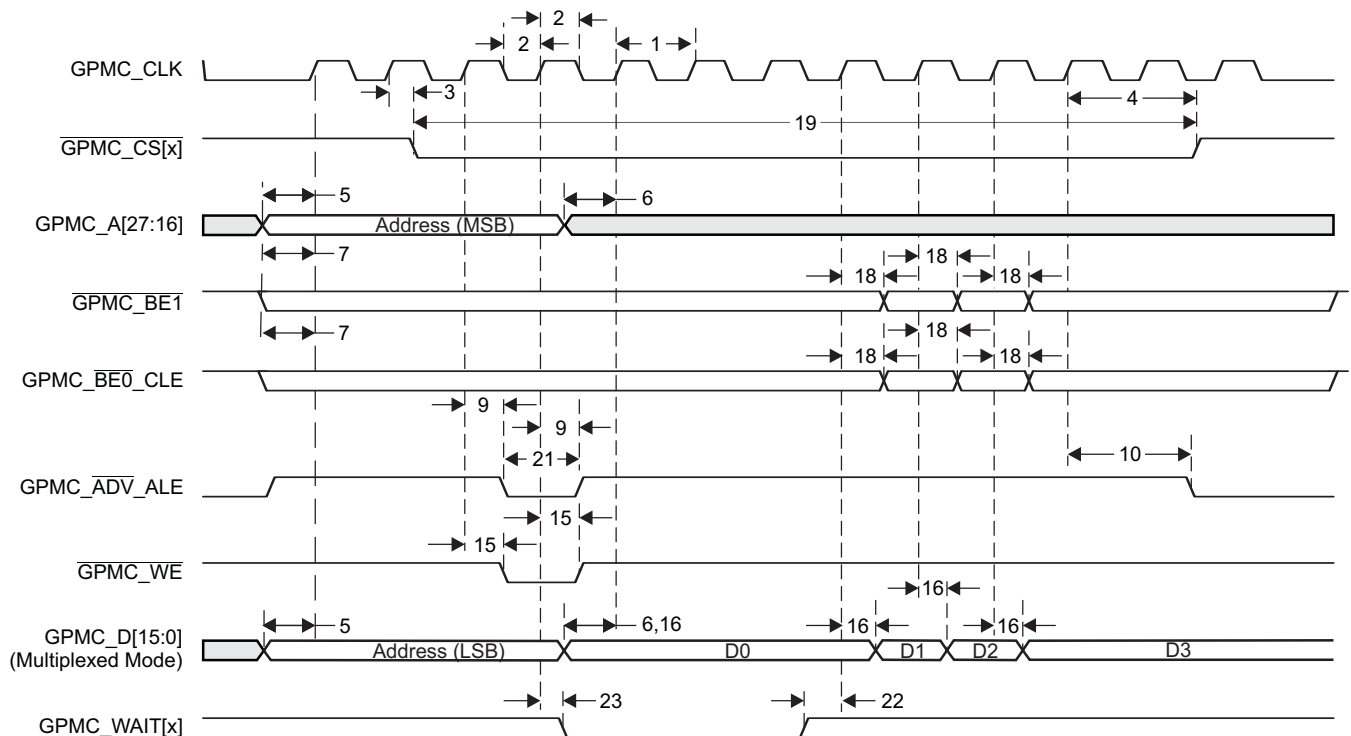 2
2
1
GPMC_CLK
3
4
19
GPMC_CS[x]
5
6
GPMC_A[27:16]
Address (MSB)
7
18
18
18
GPMC_BE1
7
18
18
18
GPMC_BE0_CLE
9
9
21
10
GPMC_ADV_ALE
15
15
GPMC_WE
16
5
6,16
16
16
GPMC_D[15:0]
(Multiplexed Mode)
Address (LSB)
D0
D1
D2
D3
23
22
GPMC_WAIT[x]